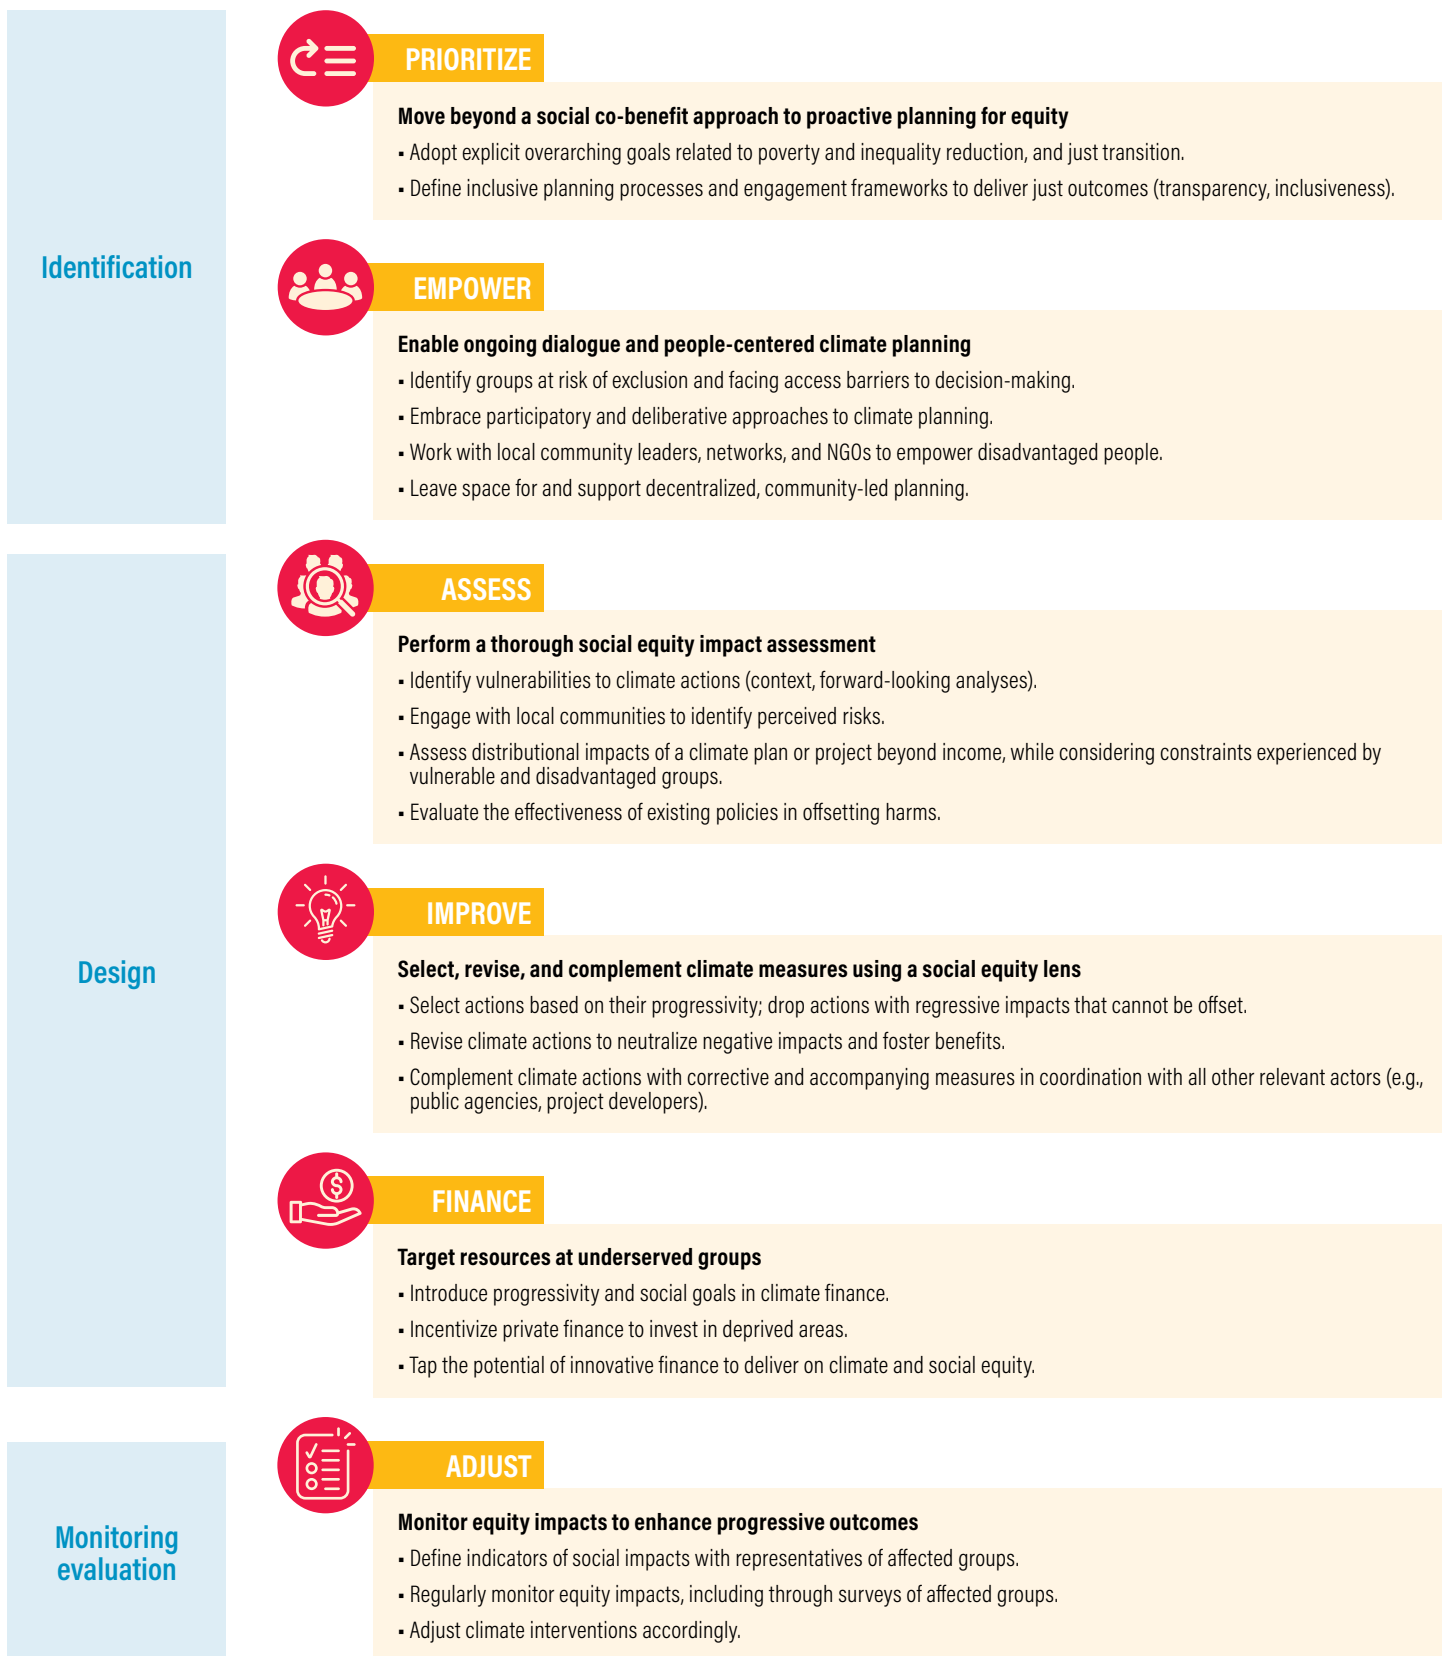 Identification
PRIORITIZE
Move beyond a social co-benefit approach to proactive planning for equity
▪ Adopt explicit overarching goals related to poverty and inequality reduction, and just transition.
▪ Define inclusive planning processes and engagement frameworks to deliver just outcomes (transparency, inclusiveness).
EMPOWER
Enable ongoing dialogue and people-centered climate planning
▪ Identify groups at risk of exclusion and facing access barriers to decision-making.
▪ Embrace participatory and deliberative approaches to climate planning.
▪ Work with local community leaders, networks, and NGOs to empower disadvantaged people.
▪ Leave space for and support decentralized, community-led planning.
Design
ASSESS
Perform a thorough social equity impact assessment
▪ Identify vulnerabilities to climate actions (context, forward-looking analyses).
▪ Engage with local communities to identify perceived risks.
▪ Assess distributional impacts of a climate plan or project beyond income, while considering constraints experienced by
vulnerable and disadvantaged groups.
▪ Evaluate the effectiveness of existing policies in offsetting harms.
IMPROVE
Select, revise, and complement climate measures using a social equity lens
▪ Select actions based on their progressivity; drop actions with regressive impacts that cannot be offset.
▪ Revise climate actions to neutralize negative impacts and foster benefits.
▪ Complement climate actions with corrective and accompanying measures in coordination with all other relevant actors (e.g.,
public agencies, project developers).
$
FINANCE
Target resources at underserved groups
▪ Introduce progressivity and social goals in climate finance.
▪ Incentivize private finance to invest in deprived areas.
▪ Tap the potential of innovative finance to deliver on climate and social equity.
Monitoring
evaluation
ADJUST
Monitor equity impacts to enhance progressive outcomes
▪ Define indicators of social impacts with representatives of affected groups.
▪ Regularly monitor equity impacts, including through surveys of affected groups.
▪ Adjust climate interventions accordingly.